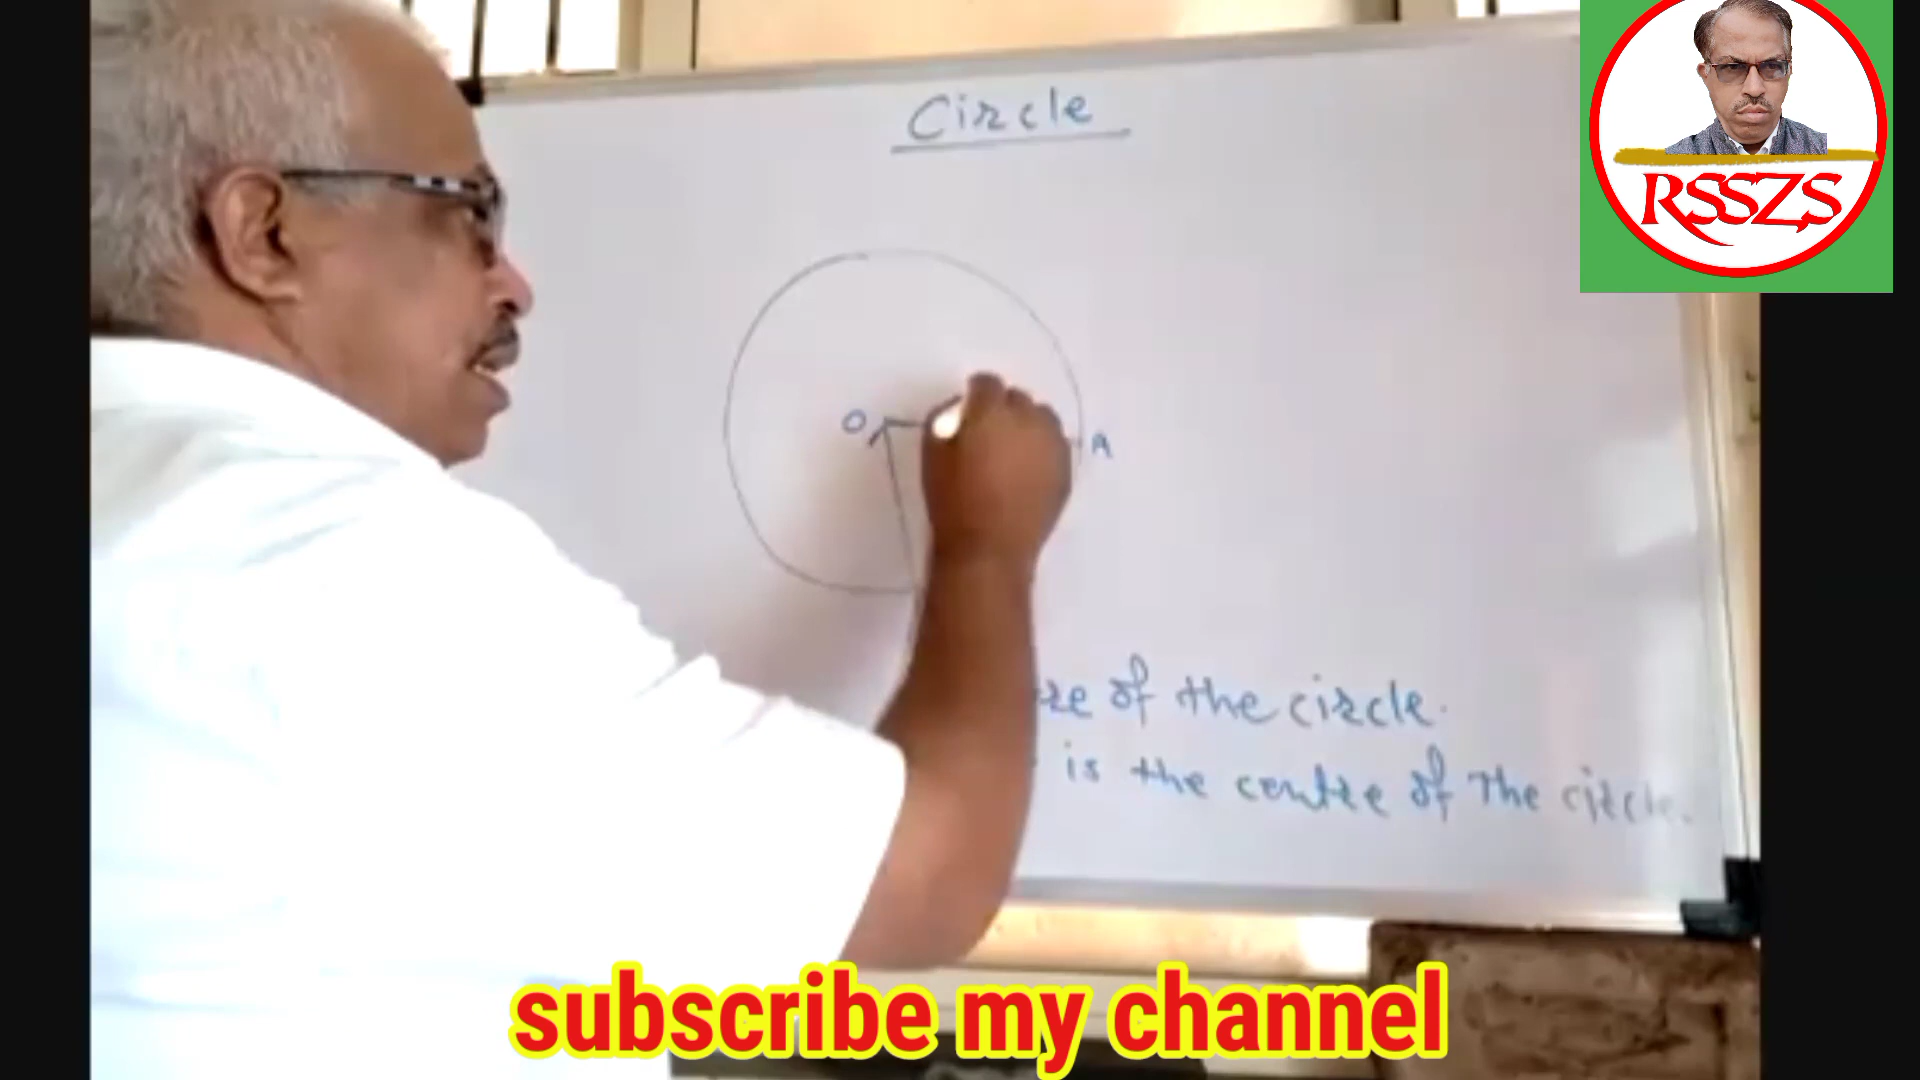 Circle
RSSZS
O
A
of the circle.
is the centre of the circle.
subscribe my channel